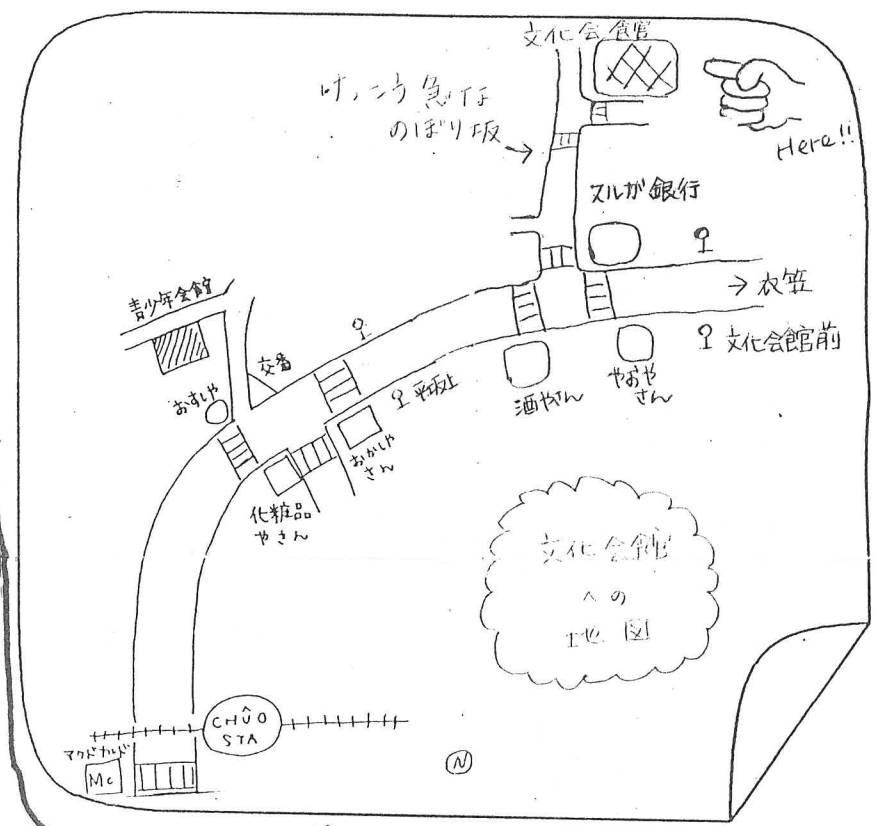 文化会館
けっこう急な
のぼり坂
Here!!
スルガ銀行
→衣笠
文化会館前
青少年会館
交番
おすしや
平坂上
酒やさん
やおや
さん
おかしや
さん
化粧品
やさん
文化会館
への
地図
CHÛO
STA
マクドナルド
Mc
N